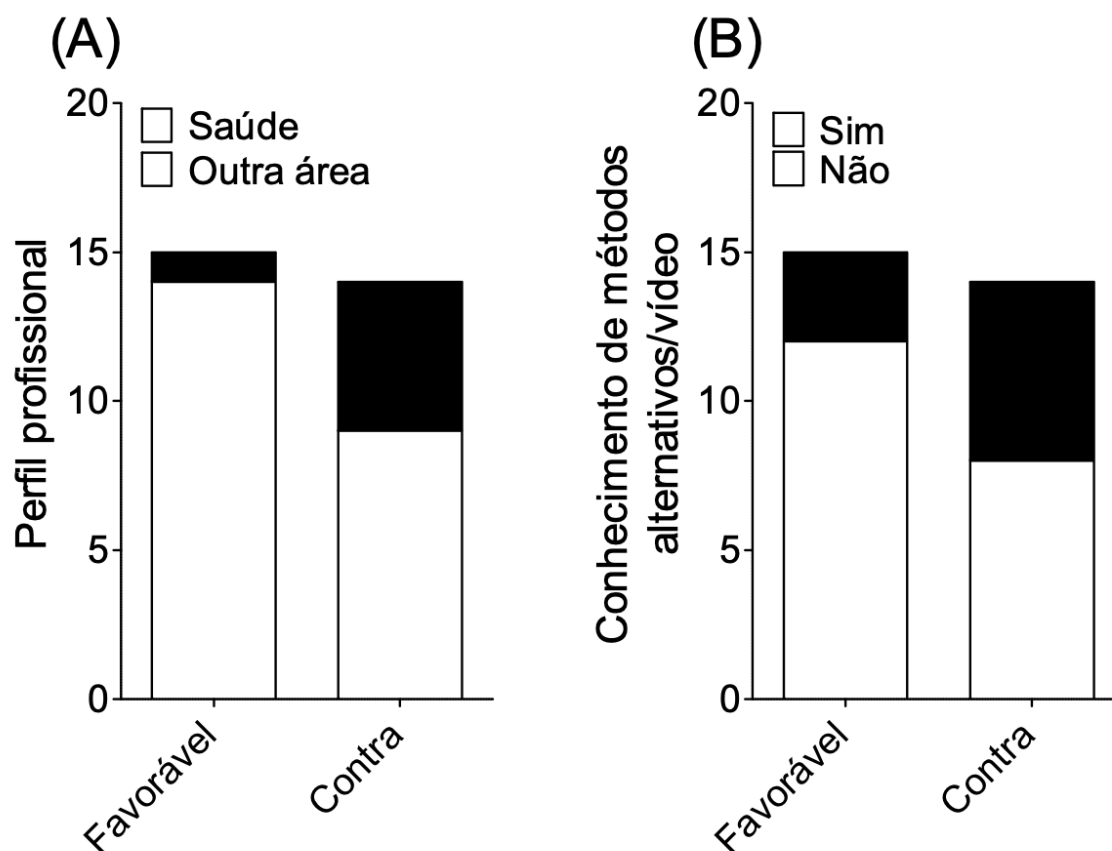 (A)
Perfil profissional
20
15
10
5
0
Saúde
Outra área
Favorável
Contra
(B)
Conhecimento de métodos
alternativos/vídeo
20
15
10
5
0
Sim
Não
Favorável
Contra